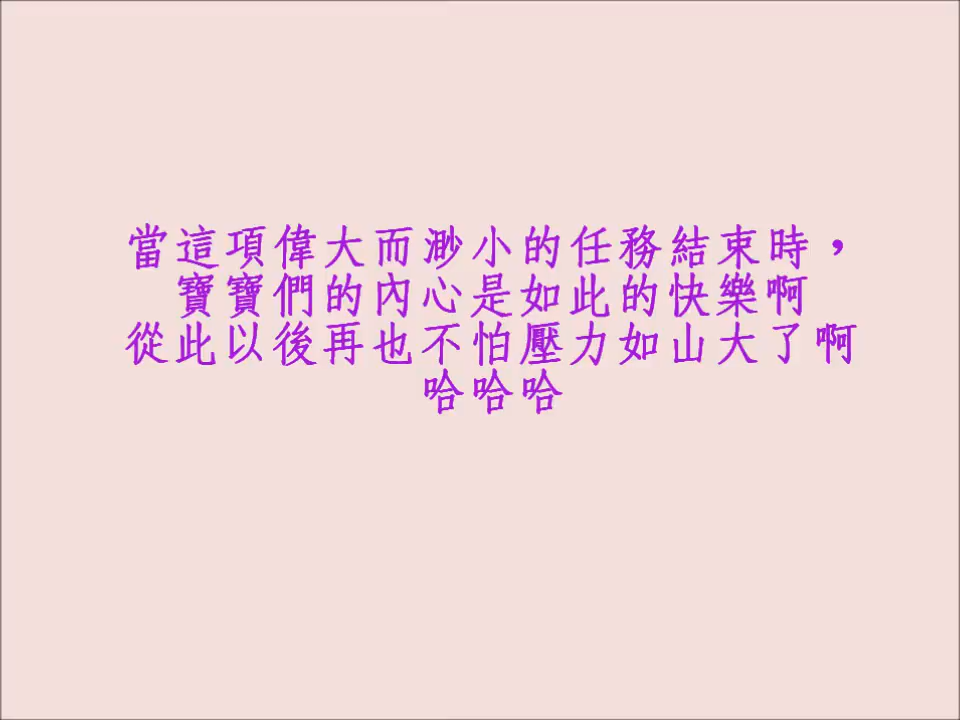 當這項偉大而渺小的任務結束時，
寶寶們的內心是如此的快樂啊
從此以後再也不怕壓力如山大了啊
哈哈哈